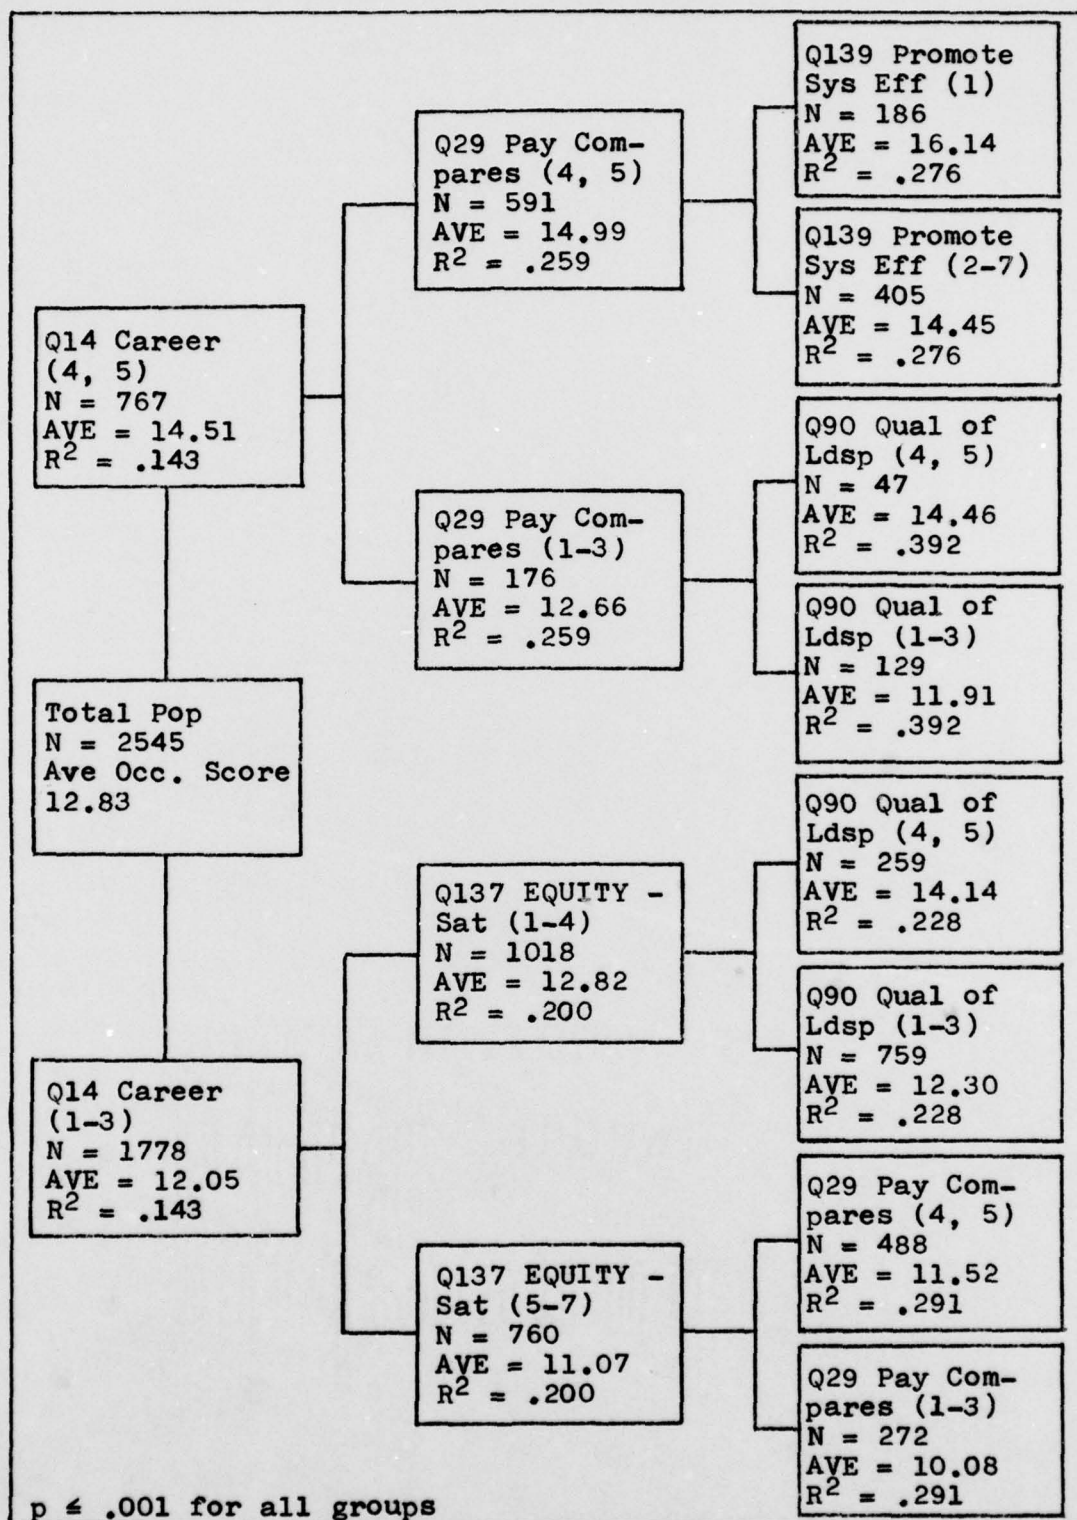 Q14 Career
(4, 5)
N = 767
AVE = 14.51
R² = .143
Total Pop
N = 2545
Ave Occ. Score
12.83
Q14 Career
(1-3)
N = 1778
AVE = 12.05
R² = .143
Q29 Pay Com-
pares (4, 5)
N = 591
AVE = 14.99
R² = .259
Q29 Pay Com-
pares (1-3)
N = 176
AVE = 12.66
R² = .259
Q137 EQUITY -
Sat (1-4)
N = 1018
AVE = 12.82
R² = .200
Q137 EQUITY -
Sat (5-7)
N = 760
AVE = 11.07
R² = .200
Q139 Promote
Sys Eff (1)
N = 186
AVE = 16.14
R² = .276
Q139 Promote
Sys Eff (2-7)
N = 405
AVE = 14.45
R² = .276
Q90 Qual of
Ldsp (4, 5)
N = 47
AVE = 14.46
R² = .392
Q90 Qual of
Ldsp (1-3)
N = 129
AVE = 11.91
R² = .392
Q90 Qual of
Ldsp (4, 5)
N = 259
AVE = 14.14
R² = .228
Q90 Qual of
Ldsp (1-3)
N = 759
AVE = 12.30
R² = .228
Q29 Pay Com-
pares (4, 5)
N = 488
AVE = 11.52
R² = .291
Q29 Pay Com-
pares (1-3)
N = 272
AVE = 10.08
R² = .291
p ≤ .001 for all groups